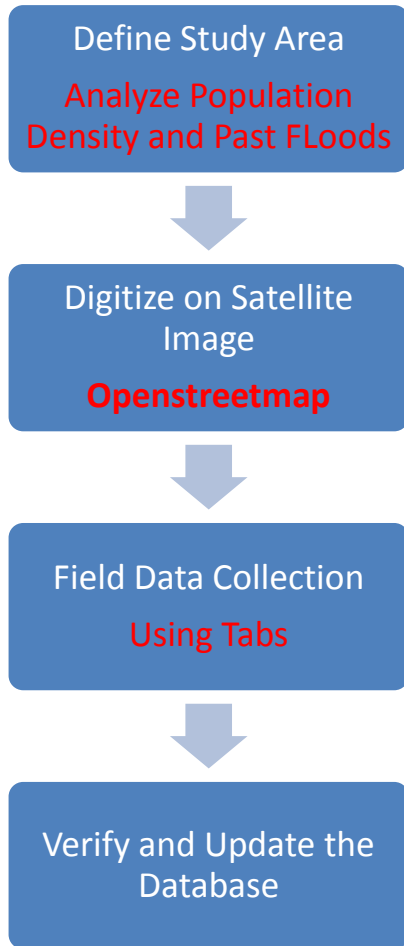 Define Study Area
Analyze Population
Density and Past FLoods
Digitize on Satellite
Image
Openstreetmap
Field Data Collection
Using Tabs
Verify and Update the
Database